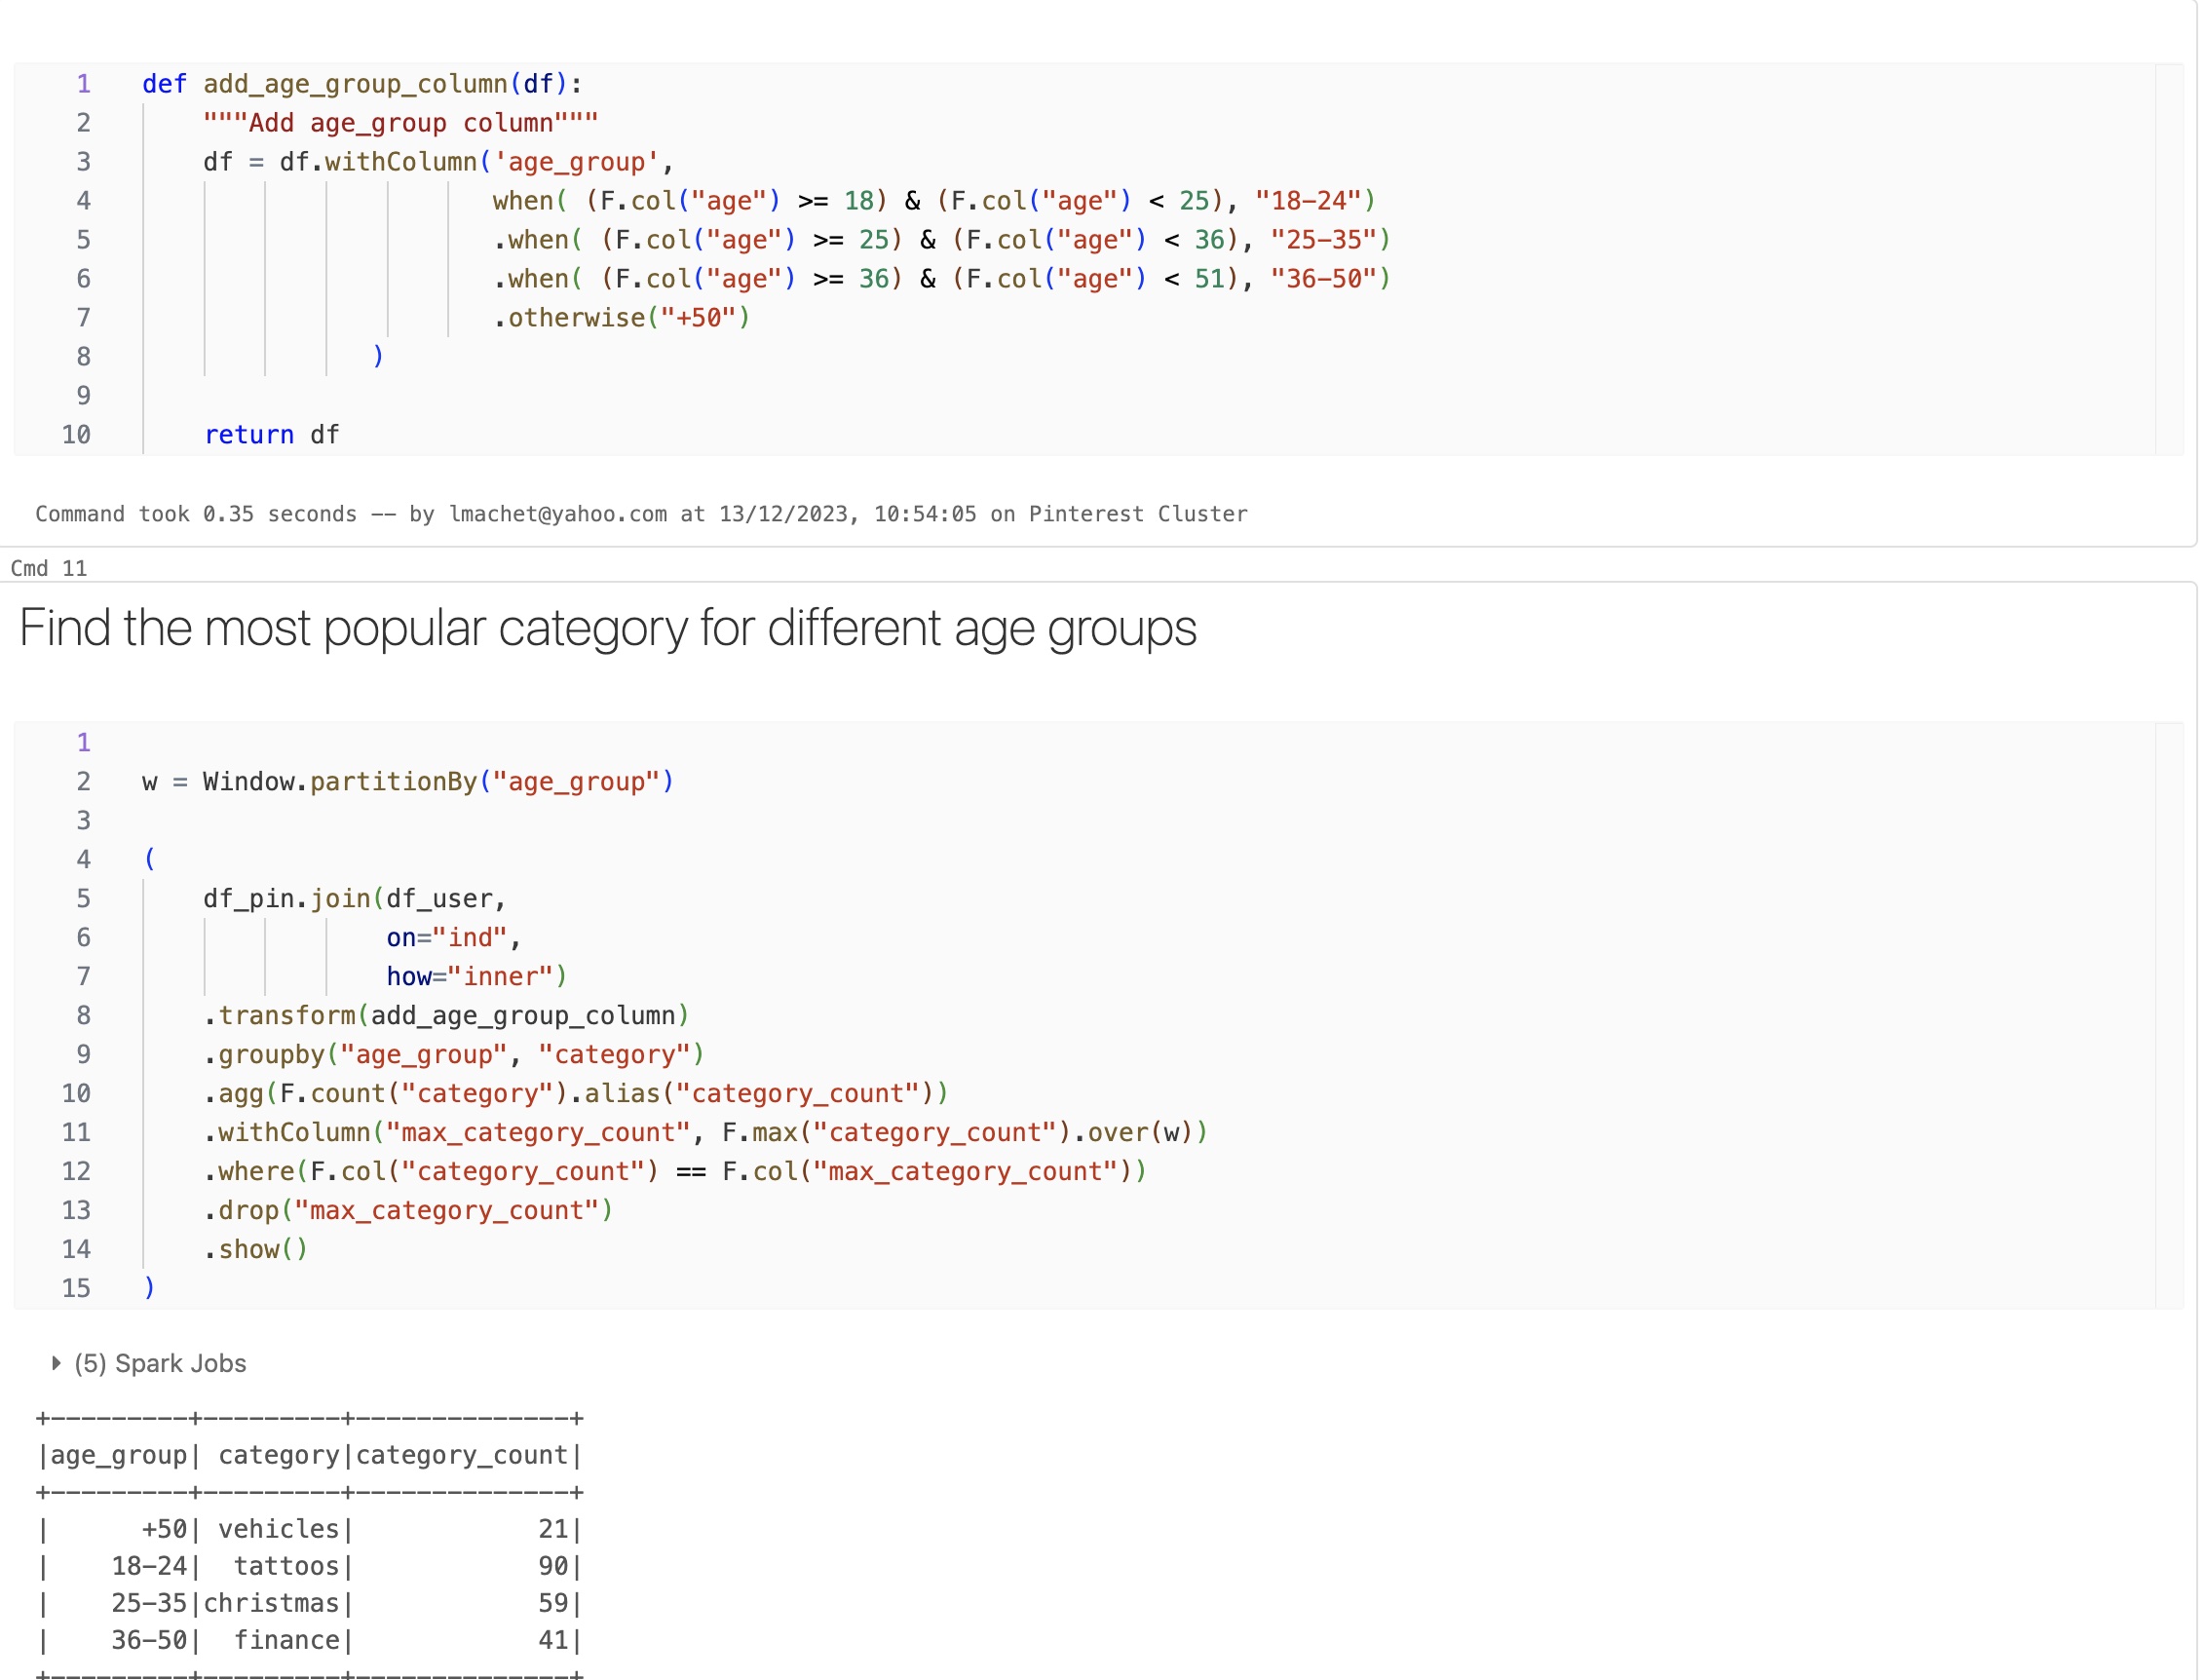 1 def add_age_group_column(df):
2 """Add age_group column"""
3 df = df.withColumn('age_group',
4 when( (F.col("age") >= 18) & (F.col("age") < 25), "18-24")
5 .when( (F.col("age") >= 25) & (F.col("age") < 36), "25-35")
6 .when( (F.col("age") >= 36) & (F.col("age") < 51), "36-50")
7 .otherwise("+50")
8 )
9
10 return df
Command took 0.35 seconds -- by lmachet@yahoo.com at 13/12/2023, 10:54:05 on Pinterest Cluster
Cmd 11
Find the most popular category for different age groups
1
2 w = Window.partitionBy("age_group")
3
4 (
5 df_pin.join(df_user,
6 on="ind",
7 how="inner")
8 .transform(add_age_group_column)
9 .groupby("age_group", "category")
10 .agg(F.count("category").alias("category_count"))
11 .withColumn("max_category_count", F.max("category_count").over(w))
12 .where(F.col("category_count") == F.col("max_category_count"))
13 .drop("max_category_count")
14 .show()
15 )
(5) Spark Jobs
+---------+---------+--------------+
|age_group| category|category_count|
+---------+---------+--------------+
|      +50| vehicles|            21|
|    18-24|  tattoos|            90|
|    25-35|christmas|            59|
|    36-50|  finance|            41|
+---------+---------+--------------+